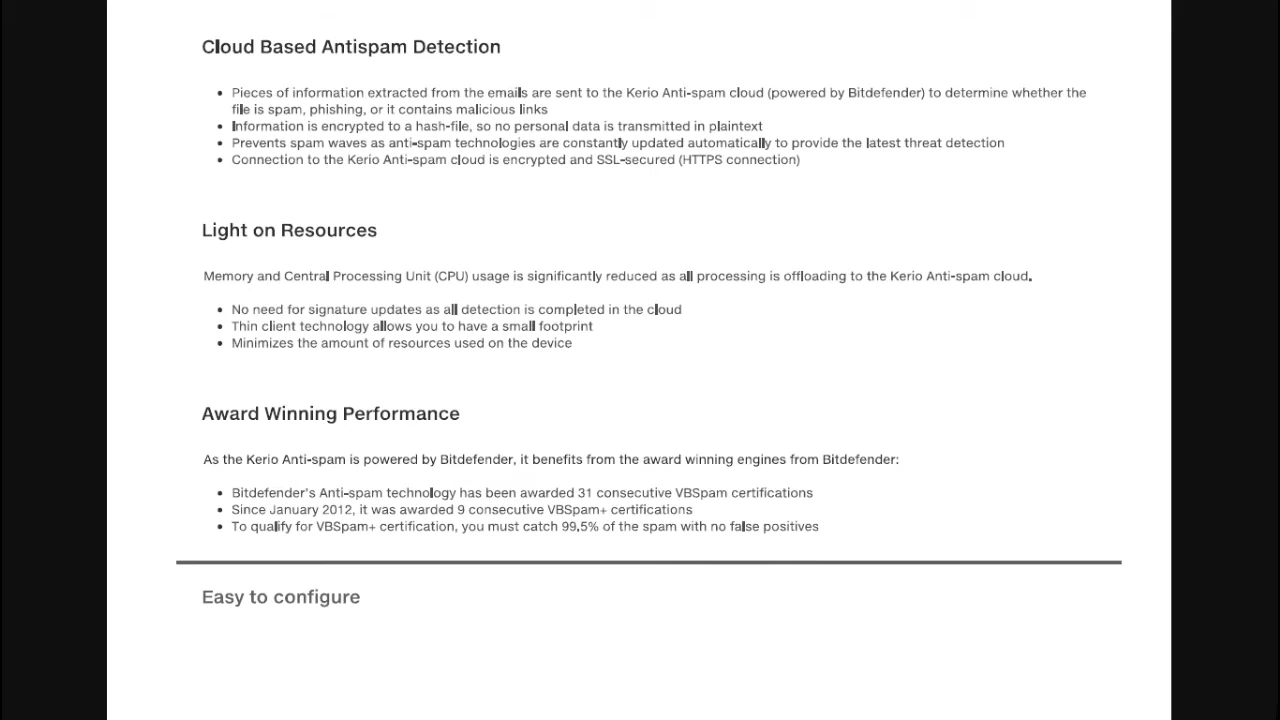 Cloud Based Antispam Detection
• Pieces of information extracted from the emails are sent to the Kerio Anti-spam cloud (powered by Bitdefender) to determine whether the
file is spam, phishing, or it contains malicious links
• Information is encrypted to a hash-file, so no personal data is transmitted in plaintext
• Prevents spam waves as anti-spam technologies are constantly updated automatically to provide the latest threat detection
• Connection to the Kerio Anti-spam cloud is encrypted and SSL-secured (HTTPS connection)
Light on Resources
Memory and Central Processing Unit (CPU) usage is significantly reduced as all processing is offloading to the Kerio Anti-spam cloud.
• No need for signature updates as all detection is completed in the cloud
• Thin client technology allows you to have a small footprint
• Minimizes the amount of resources used on the device
Award Winning Performance
As the Kerio Anti-spam is powered by Bitdefender, it benefits from the award winning engines from Bitdefender:
• Bitdefender's Anti-spam technology has been awarded 31 consecutive VBSpam certifications
• Since January 2012, it was awarded 9 consecutive VBSpam+ certifications
• To qualify for VBSpam+ certification, you must catch 99.5% of the spam with no false positives
Easy to configure